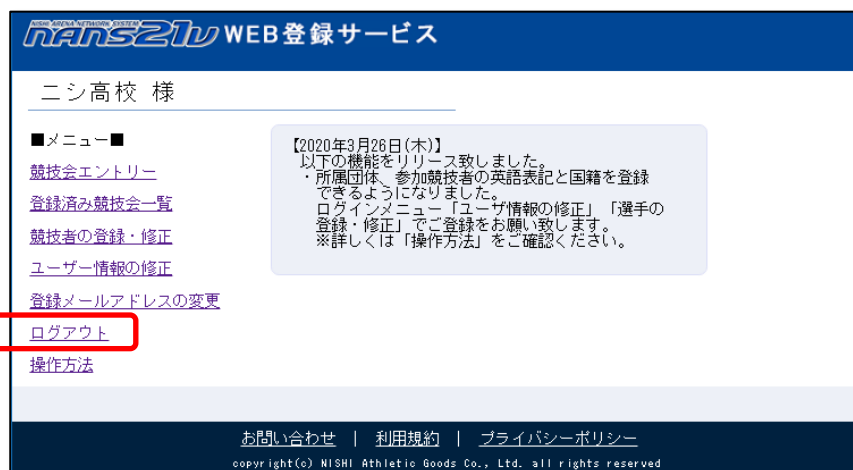 NISHI ARENA NETWORK SYSTEM
NANS21V WEB登録サービス
ニシ高校 様
■メニュー■
競技会エントリー
登録済み競技会一覧
競技者の登録・修正
ユーザー情報の修正
登録メールアドレスの変更
ログアウト
操作方法
【2020年3月26日(木)】
以下の機能をリリース致しました。
・所属団体、参加競技者の英語表記と国籍を登録
できるようになりました。
ログインメニュー「ユーザ情報の修正」「選手の
登録・修正」でご登録をお願い致します。
※詳しくは「操作方法」をご確認ください。
お問い合わせ | 利用規約 | プライバシーポリシー
copyright(c) NISHI Athletic Goods Co., Ltd. all rights reserved